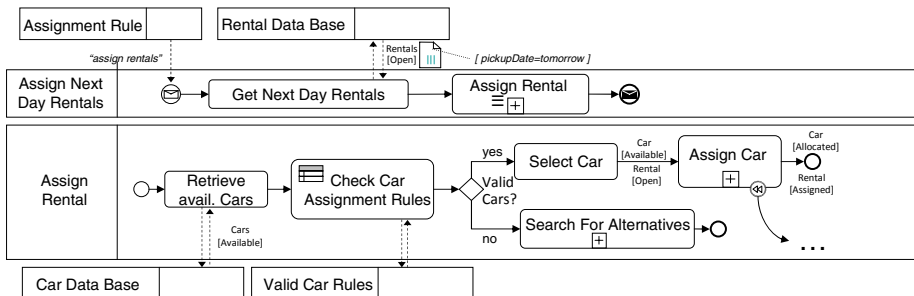 Assignment Rule
Rental Data Base
"assign rentals"
Rentals
[Open]
[ pickupDate=tomorrow ]
Assign Next
Day Rentals
Get Next Day Rentals
Assign Rental
Assign
Rental
Retrieve
avail. Cars
Check Car
Assignment Rules
Valid
Cars?
yes
no
Select Car
Car
[Available]
Rental
[Open]
Assign Car
Car
[Allocated]
Rental
[Assigned]
Search For Alternatives
...
Cars
[Available]
Car Data Base
Valid Car Rules